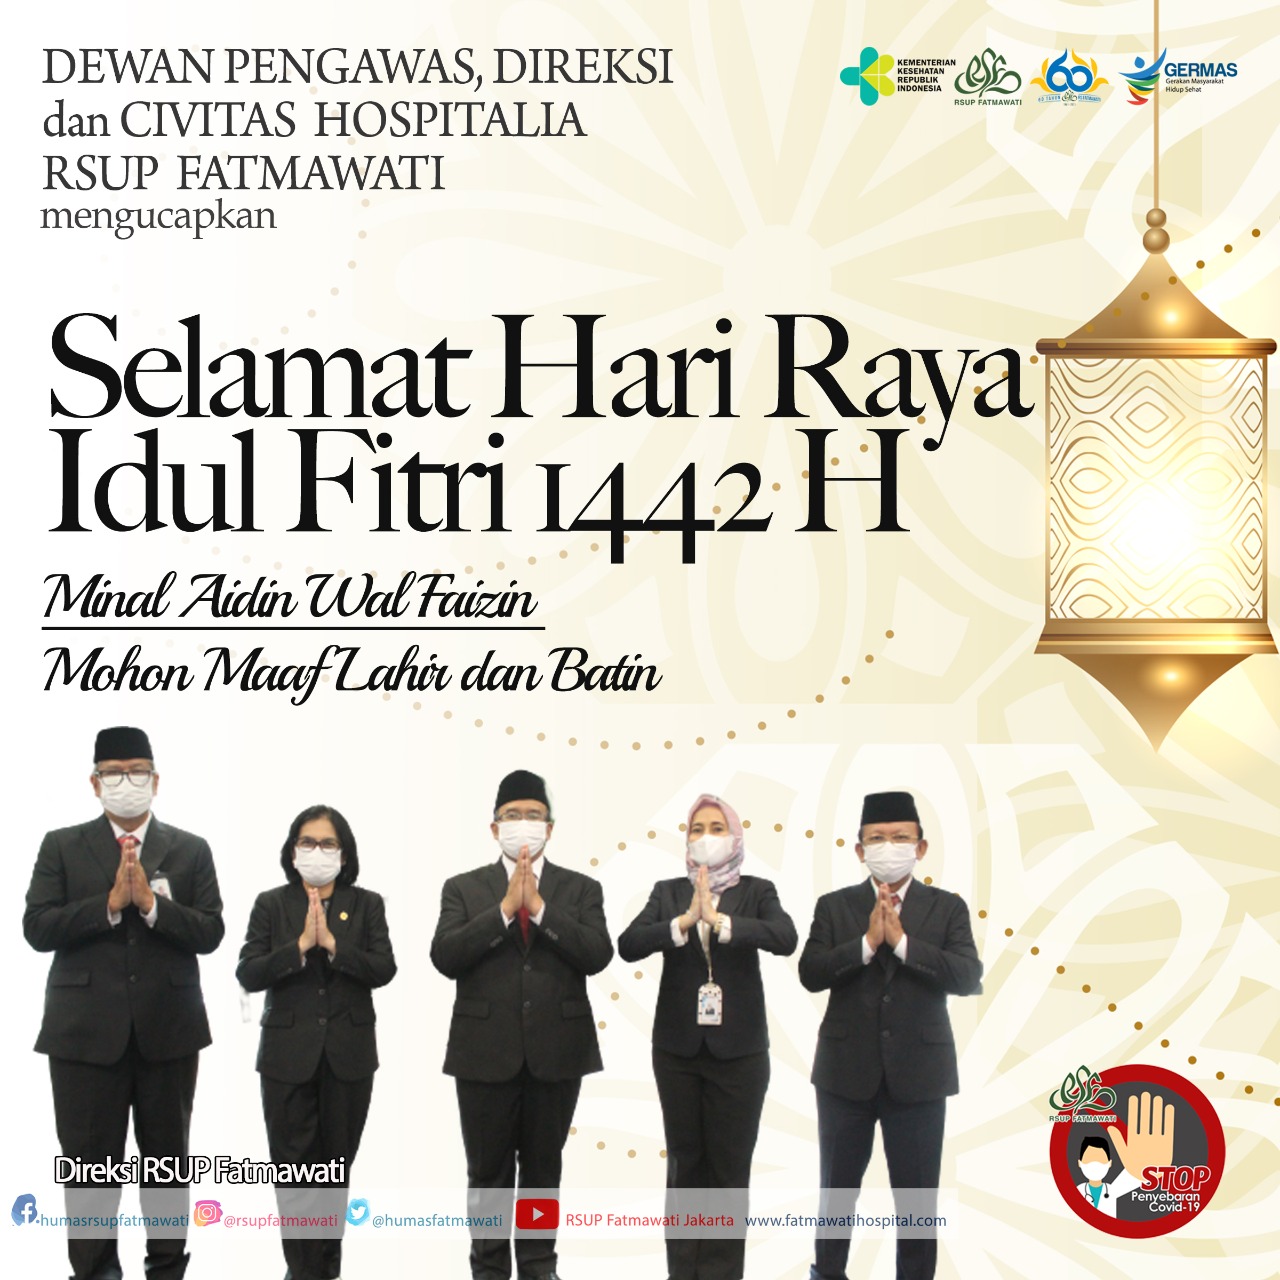 DEWAN PENGAWAS, DIREKSI
dan CIVITAS HOSPITALIA
RSUP FATMAWATI
mengucapkan
KEMENTERIAN
KESEHATAN
REPUBLIK
INDONESIA
RSUP FATMAWATI
60
GERMAS
Gerakan Masyarakat
Hidup Sehat
Selamat Hari Raya
Idul Fitri 1442 H
Minal Aidin Wal Faizin
Mohon Maaf Lahir dan Batin
RSUP FATMAWATI
STOP
Penyebaran
Covid-19
Direksi RSUP Fatmawati
humasrsupfatmawati @rsupfatmawati @humasfatmawati RSUP Fatmawati Jakarta www.fatmawatihospital.com